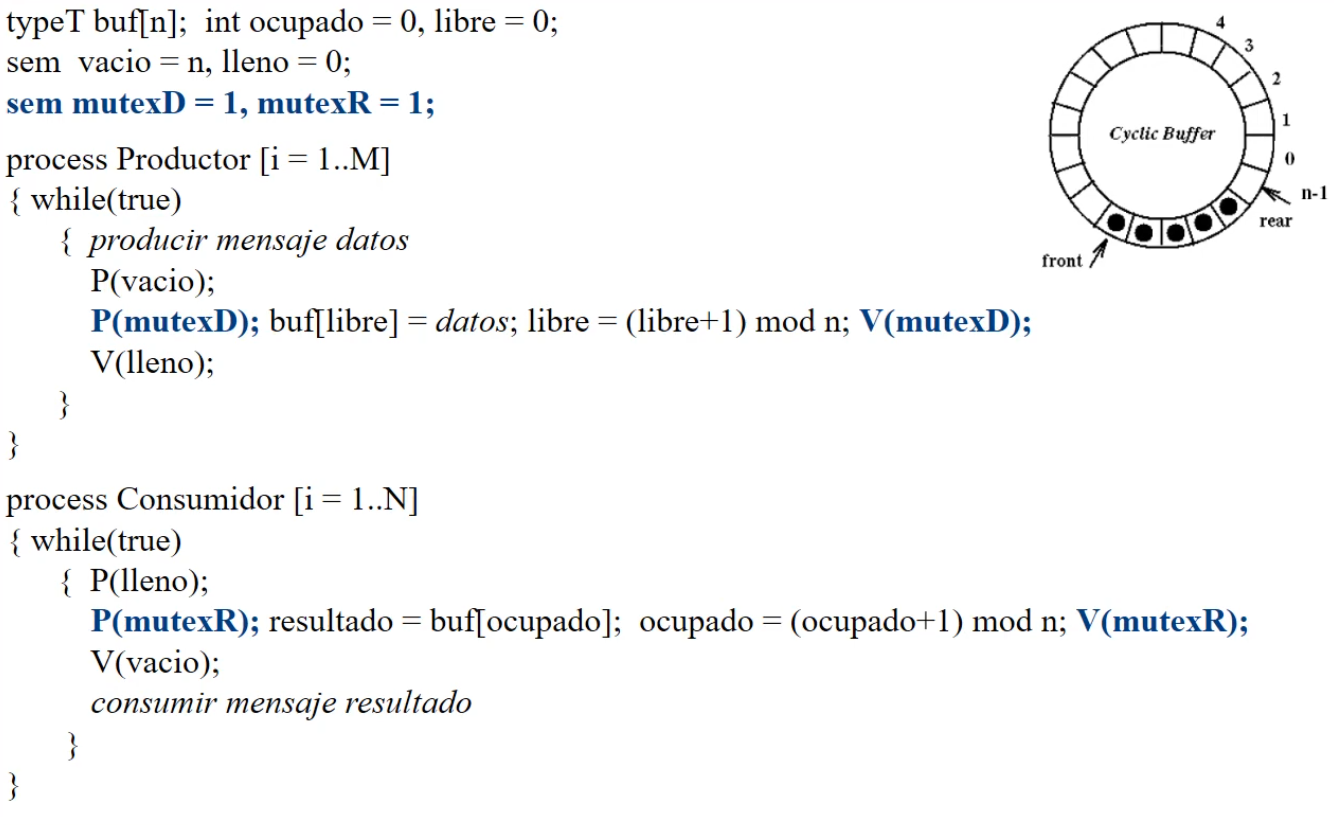 typeT buf[n];  int ocupado = 0, libre = 0;
sem  vacio = n, lleno = 0;
sem mutexD = 1, mutexR = 1;
process Productor [i = 1..M]
{ while(true)
{ producir mensaje datos
P(vacio);
P(mutexD); buf[libre] = datos; libre = (libre+1) mod n; V(mutexD);
V(lleno);
}
}
process Consumidor [i = 1..N]
{ while(true)
{ P(lleno);
P(mutexR); resultado = buf[ocupado];  ocupado = (ocupado+1) mod n; V(mutexR);
V(vacio);
consumir mensaje resultado
}
}
4
3
2
1
0
n-1
rear
front
Cyclic Buffer